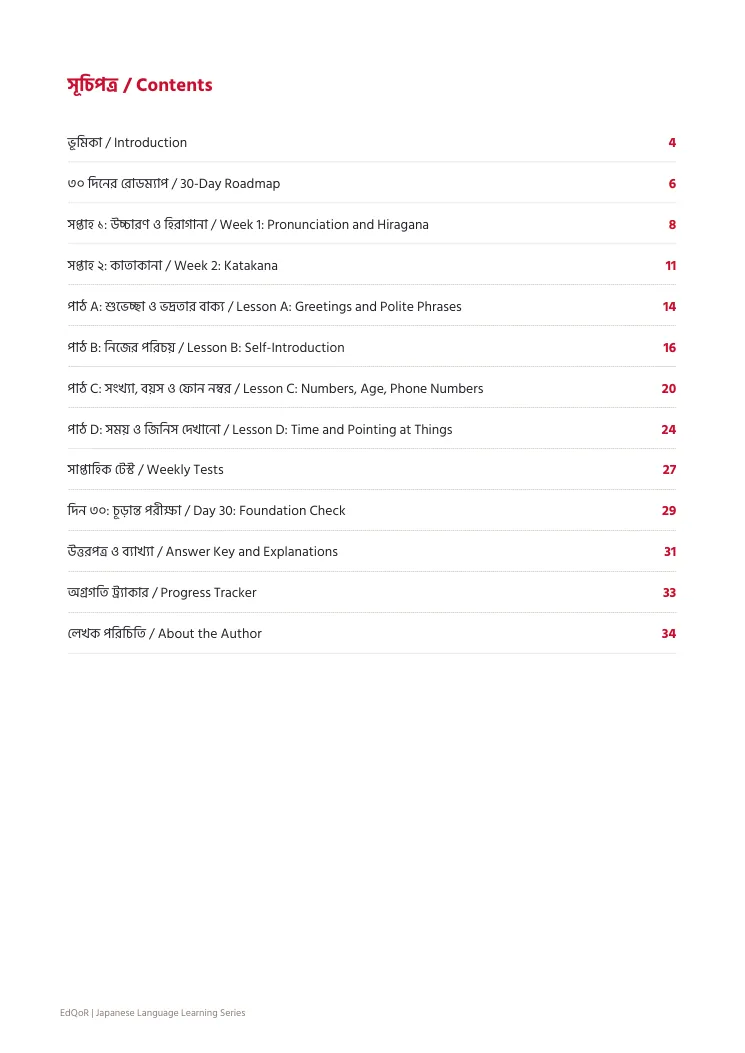 সূচিপত্র / Contents
ভূমিকা / Introduction 4
৩০ দিনের রোডম্যাপ / 30-Day Roadmap 6
সপ্তাহ ১: উচ্চারণ ও হিরাগানা / Week 1: Pronunciation and Hiragana 8
সপ্তাহ ২: কাতাকানা / Week 2: Katakana 11
পাঠ A: শুভেচ্ছা ও ভদ্রতার বাক্য / Lesson A: Greetings and Polite Phrases 14
পাঠ B: নিজের পরিচয় / Lesson B: Self-Introduction 16
পাঠ C: সংখ্যা, বয়স ও ফোন নম্বর / Lesson C: Numbers, Age, Phone Numbers 20
পাঠ D: সময় ও জিনিস দেখানো / Lesson D: Time and Pointing at Things 24
সাপ্তাহিক টেস্ট / Weekly Tests 27
দিন ৩০: চূড়ান্ত পরীক্ষা / Day 30: Foundation Check 29
উত্তরপত্র ও ব্যাখ্যা / Answer Key and Explanations 31
অগ্রগতি ট্র্যাকার / Progress Tracker 33
লেখক পরিচিতি / About the Author 34
EdQoR | Japanese Language Learning Series